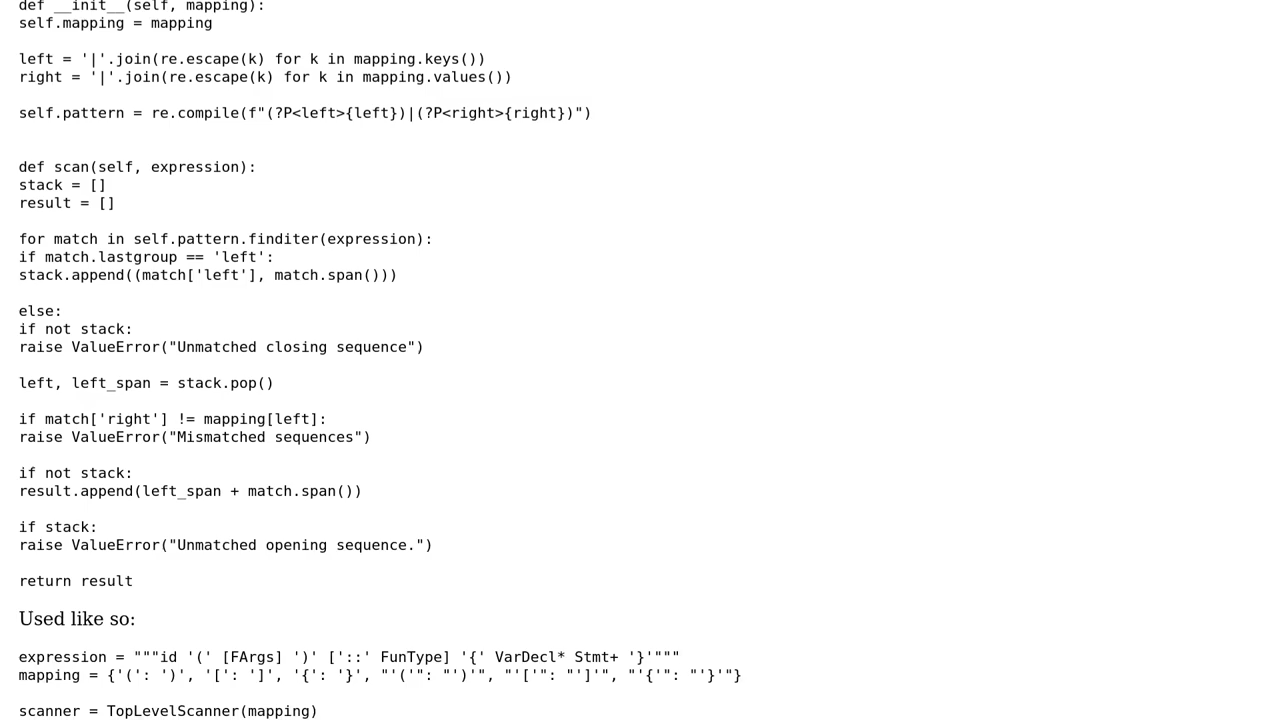 def __init__(self, mapping):
self.mapping = mapping
left = '|'.join(re.escape(k) for k in mapping.keys())
right = '|'.join(re.escape(k) for k in mapping.values())
self.pattern = re.compile(f"(?P<left>{left})|(?P<right>{right})")
def scan(self, expression):
stack = []
result = []
for match in self.pattern.finditer(expression):
if match.lastgroup == 'left':
stack.append((match['left'], match.span()))
else:
if not stack:
raise ValueError("Unmatched closing sequence")
left, left_span = stack.pop()
if match['right'] != mapping[left]:
raise ValueError("Mismatched sequences")
if not stack:
result.append(left_span + match.span())
if stack:
raise ValueError("Unmatched opening sequence.")
return result
Used like so:
expression = """id '(' [FArgs] ')' ['::' FunType] '{' VarDecl* Stmt+ '}'"""
mapping = {'(': ')', '[': ']', '{': '}', "'('": "')'", "'['": "']'", "'{'": "'}'"}
scanner = TopLevelScanner(mapping)